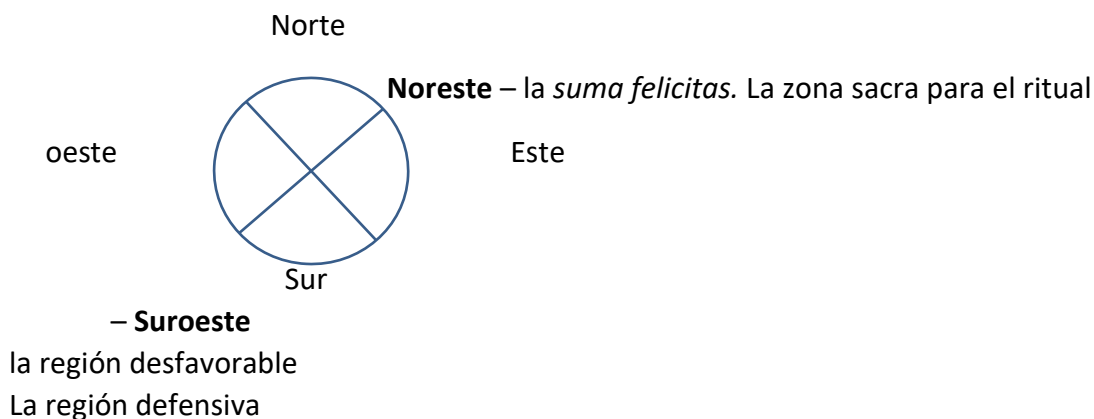 Norte
Noreste – la suma felicitas. La zona sacra para el ritual
oeste Este
Sur
– Suroeste
la región desfavorable
La región defensiva